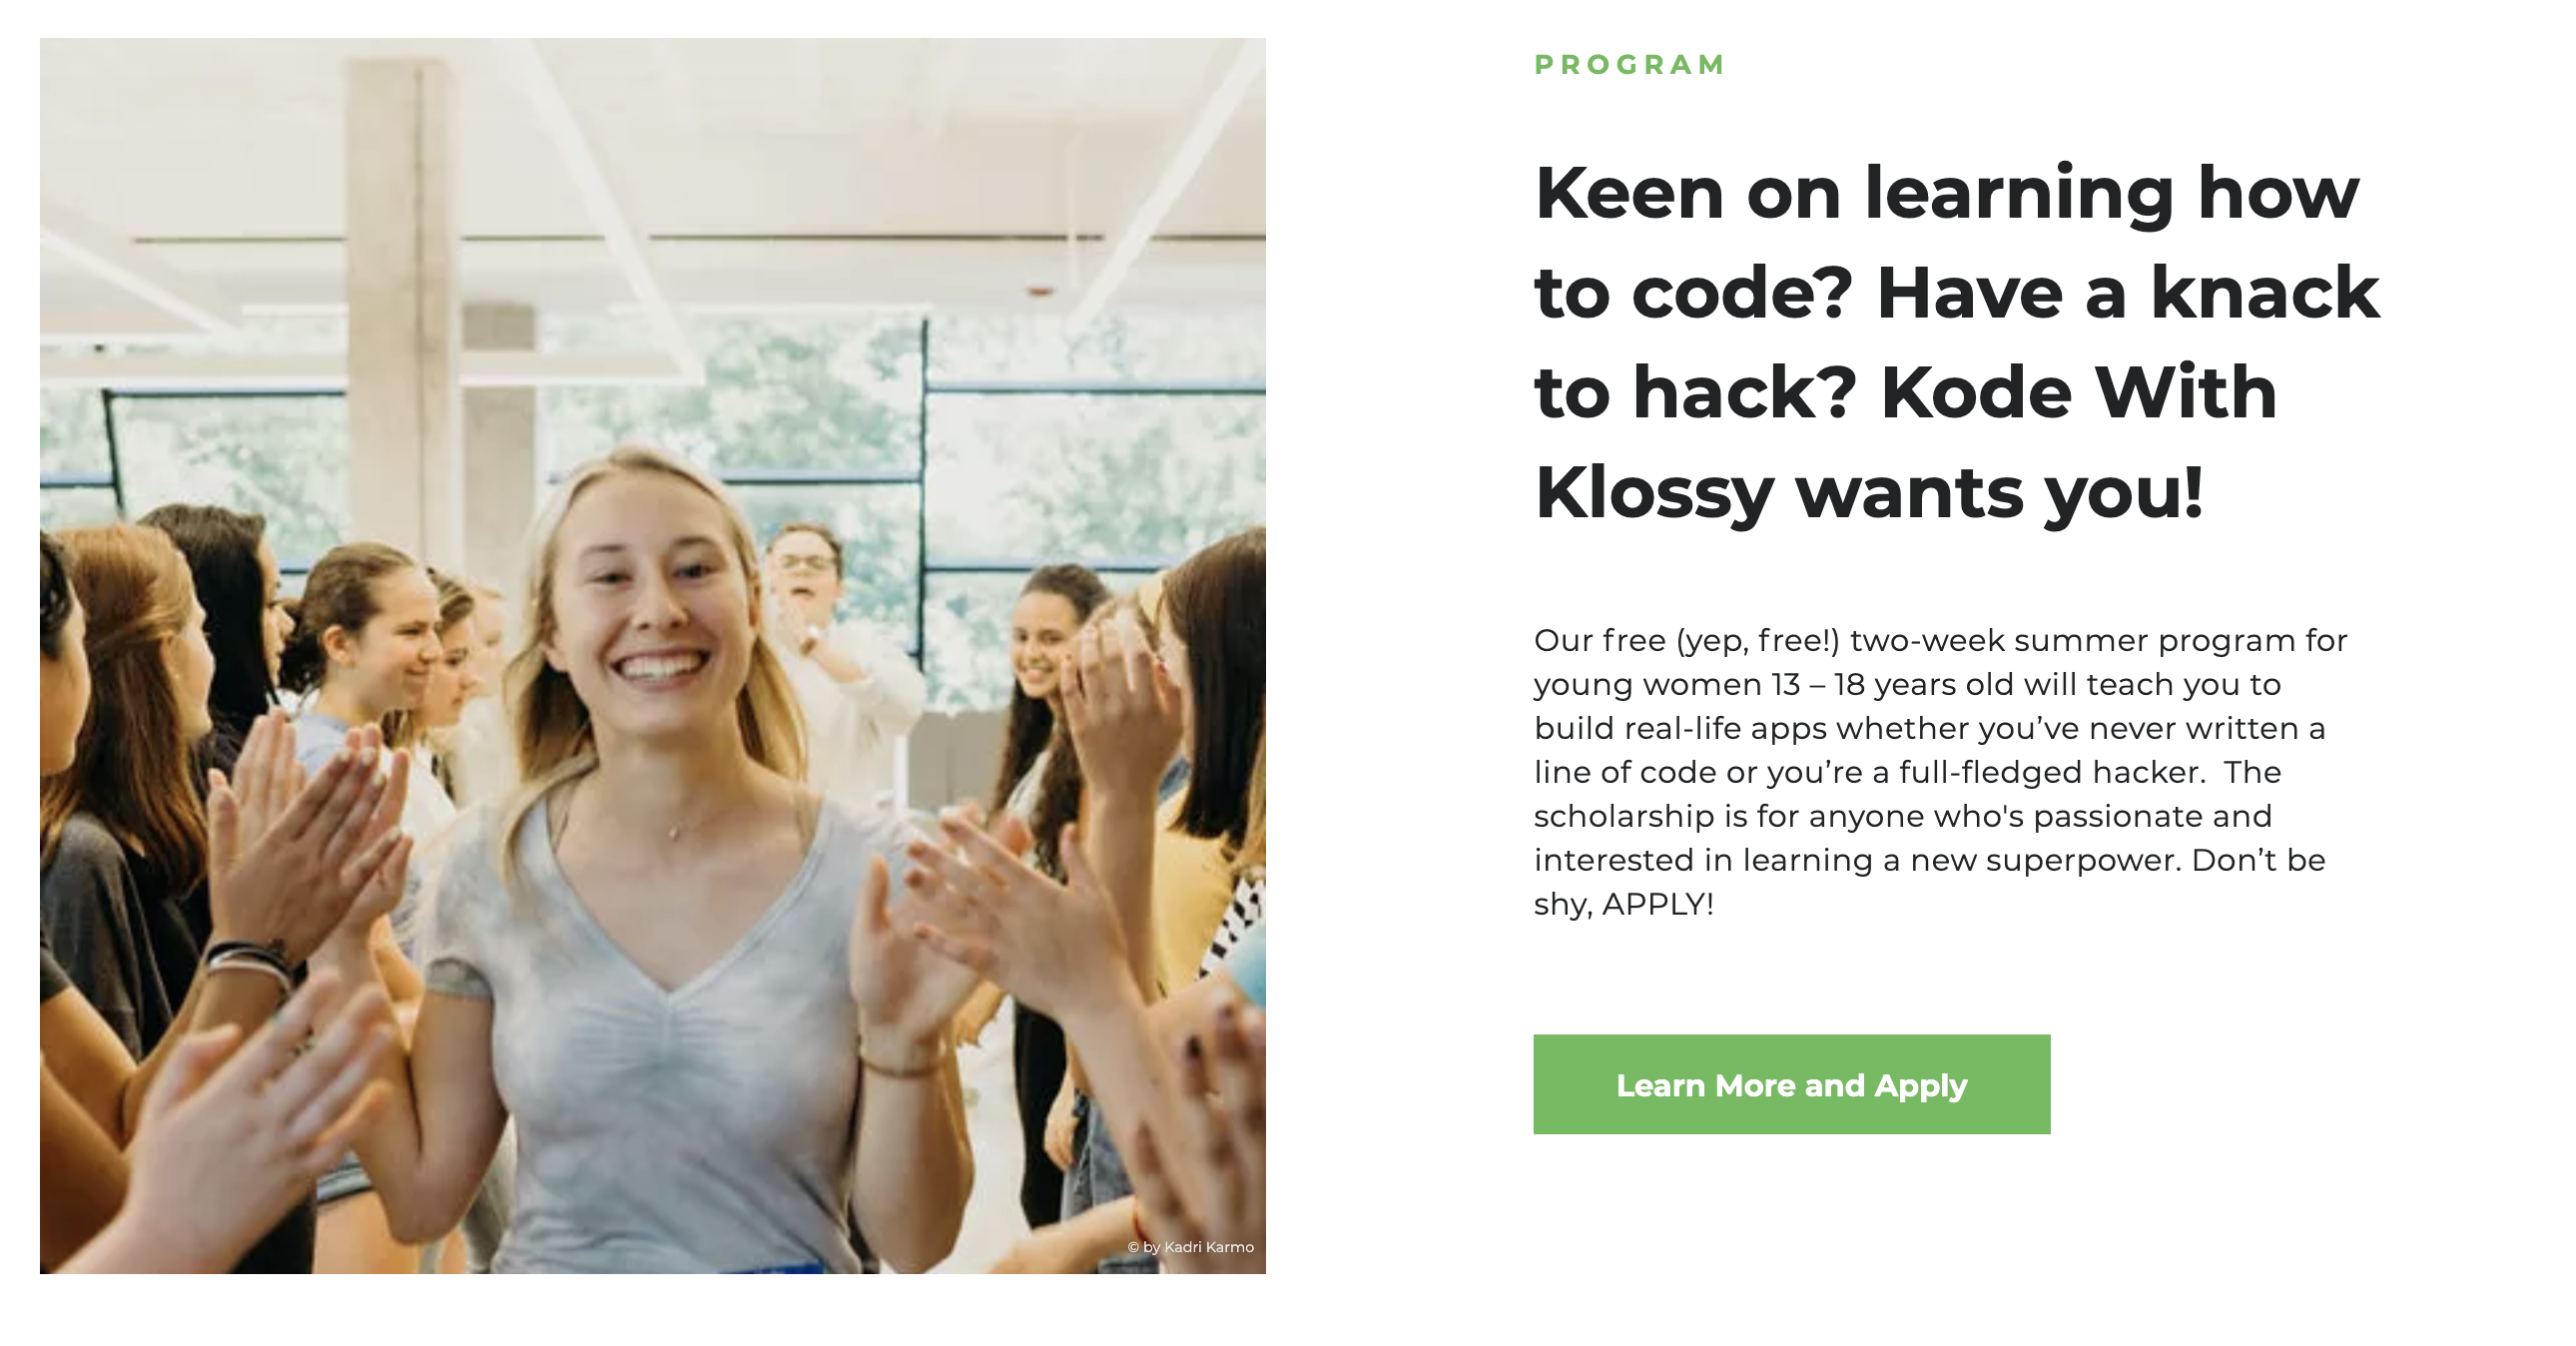 PROGRAM
Keen on learning how
to code? Have a knack
to hack? Kode With
Klossy wants you!
Our free (yep, free!) two-week summer program for
young women 13 – 18 years old will teach you to
build real-life apps whether you’ve never written a
line of code or you’re a full-fledged hacker.  The
scholarship is for anyone who's passionate and
interested in learning a new superpower. Don’t be
shy, APPLY!
Learn More and Apply
© by Kadri Karmo